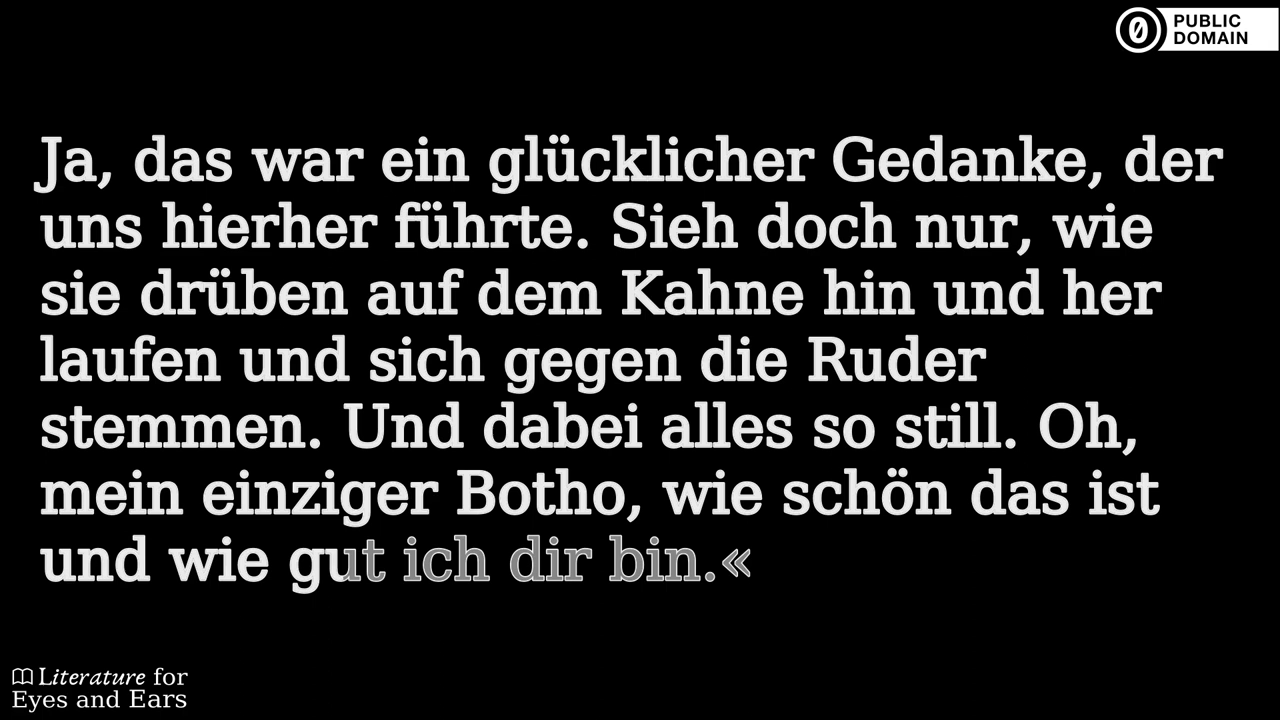 PUBLIC
DOMAIN
Ja, das war ein glücklicher Gedanke, der
uns hierher führte. Sieh doch nur, wie
sie drüben auf dem Kahne hin und her
laufen und sich gegen die Ruder
stemmen. Und dabei alles so still. Oh,
mein einziger Botho, wie schön das ist
und wie gut ich dir bin.«
Literature for
Eyes and Ears